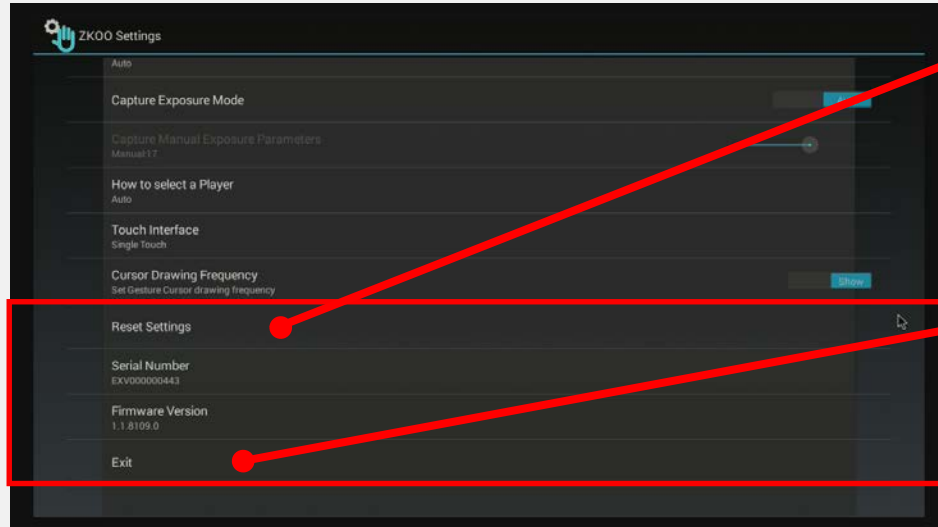 ZKOO Settings
Auto
Capture Exposure Mode
Capture Manual Exposure Parameters
Manual:17
How to select a Player
Auto
Touch Interface
Single Touch
Cursor Drawing Frequency
Set Gesture Cursor drawing frequency
Show
Reset Settings
Serial Number
EXV000000443
Firmware Version
1.1.8109.0
Exit